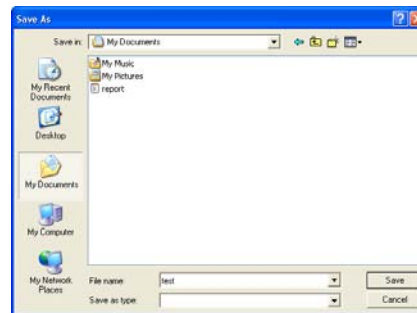 Save As
Save in:
My Documents
My Music
My Pictures
report
My Recent
Documents
Desktop
My Documents
My Computer
My Network
Places
File name:
test
Save
Save as type:
Cancel